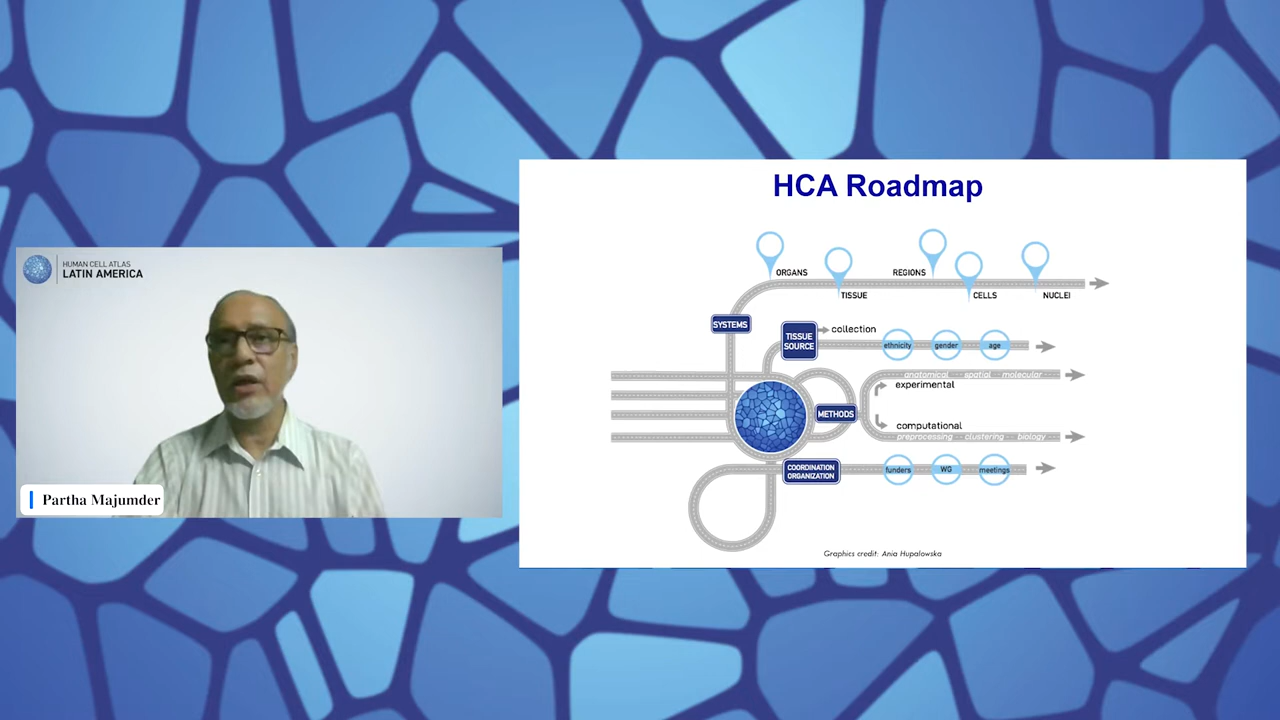 HUMAN CELL ATLAS
LATIN AMERICA
Partha Majumder
HCA Roadmap
ORGANS
TISSUE
REGIONS
CELLS
NUCLEI
SYSTEMS
TISSUE
SOURCE
collection
ethnicity
gender
age
METHODS
anatomical spatial molecular
experimental
computational
preprocessing clustering biology
COORDINATION
ORGANIZATION
funders
WG
meetings
Graphics credit: Ania Hupalowska